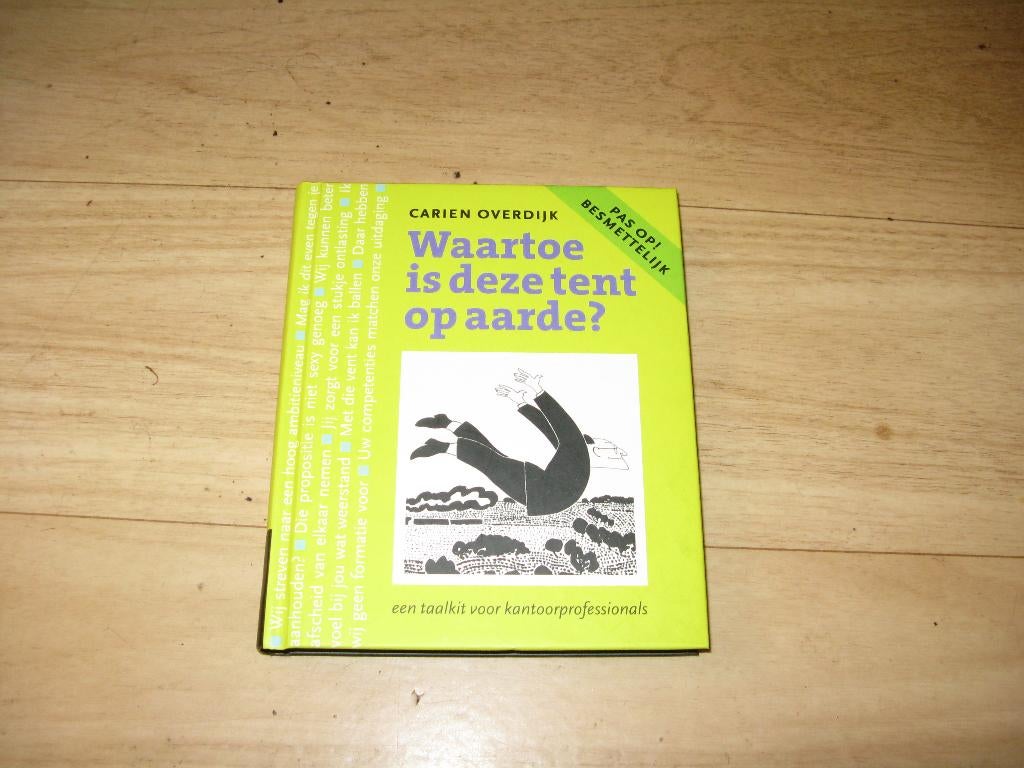 CARIEN OVERDIJK
Waartoe
is deze tent
op aarde?
PAS OP!
BESMETTELIJK
een taalkit voor kantoorprofessionals
■ Wij streven naar een hoog ambitieniveau ■ Mag ik dit even tegen je
aanhouden? ■ Die propositie is niet sexy genoeg ■ Wij kunnen beter
afscheid van elkaar nemen ■ Jij zorgt voor een stukje ontlasting ■ Ik
voel bij jou wat weerstand ■ Met die vent kan ik ballen ■ Daar hebben
wij geen formatie voor ■ Uw competenties matchen onze uitdaging ■